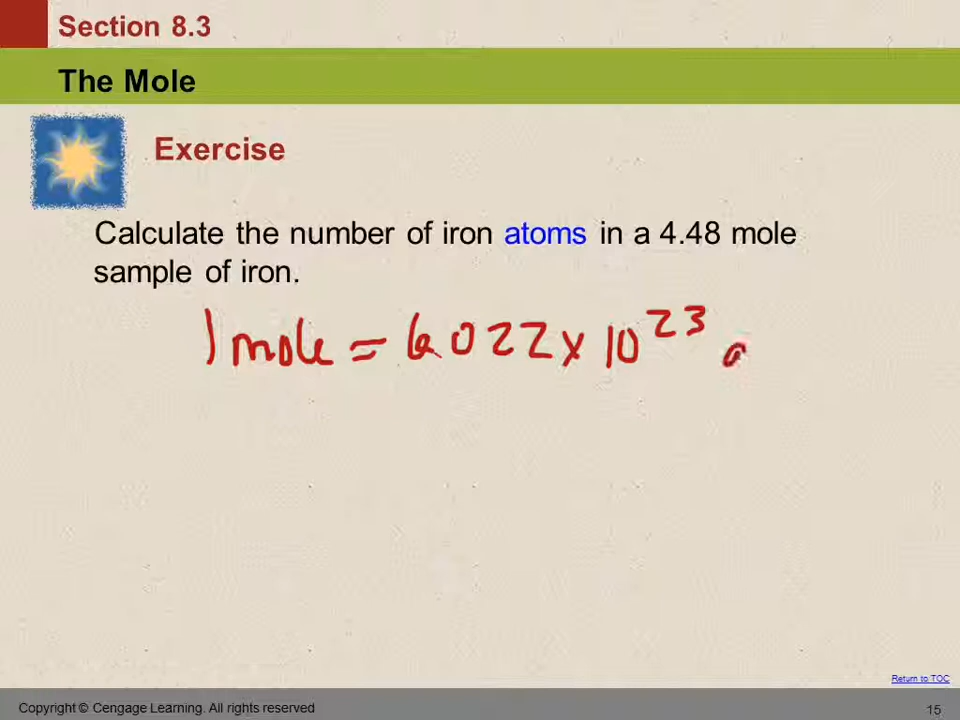 Section 8.3
The Mole
Exercise
Calculate the number of iron atoms in a 4.48 mole
sample of iron.
1 mole = 6.022 x 10^23 a
Return to TOC
Copyright © Cengage Learning. All rights reserved
15